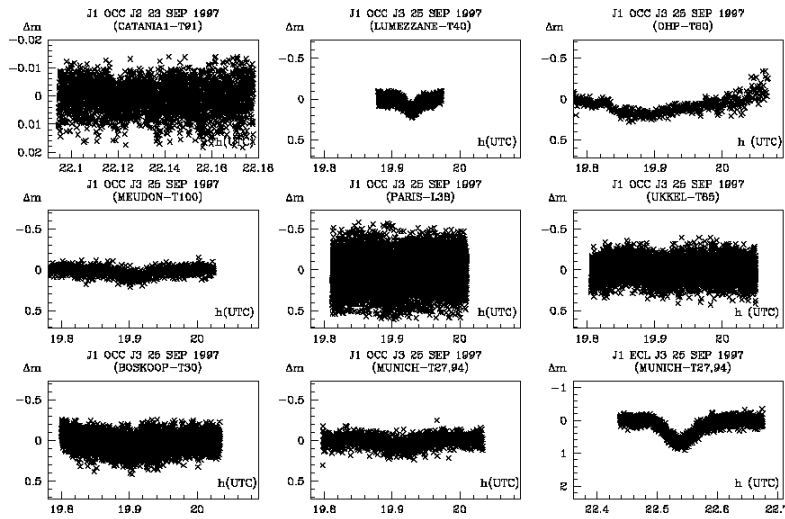 J1 OCC J2 23 SEP 1997
(CATANIA1-T91)
Δm
-0.02
-0.01
0
0.01
0.02
h(UTC)
22.1 22.12 22.14 22.16 22.18
J1 OCC J3 25 SEP 1997
(LUMEZZANE-T40)
Δm
-0.5
0
0.5
h(UTC)
19.8 19.9 20
J1 OCC J3 25 SEP 1997
(OHP-T80)
Δm
-0.5
0
0.5
h (UTC)
19.8 19.9 20
J1 OCC J3 25 SEP 1997
(MEUDON-T100)
Δm
-0.5
0
0.5
h(UTC)
19.8 19.9 20
J1 OCC J3 25 SEP 1997
(PARIS-L38)
Δm
-0.5
0
0.5
h(UTC)
19.8 19.9 20
J1 OCC J3 25 SEP 1997
(UKKEL-T85)
Δm
-0.5
0
0.5
h (UTC)
19.8 19.9 20
J1 OCC J3 25 SEP 1997
(BOSKOOP-T30)
Δm
-0.5
0
0.5
h(UTC)
19.8 19.9 20
J1 OCC J3 25 SEP 1997
(MUNICH-T27,94)
Δm
-0.5
0
0.5
h(UTC)
19.8 19.9 20
J1 ECL J3 25 SEP 1997
(MUNICH-T27,94)
Δm
-1
0
1
2
h (UTC)
22.4 22.5 22.6 22.7